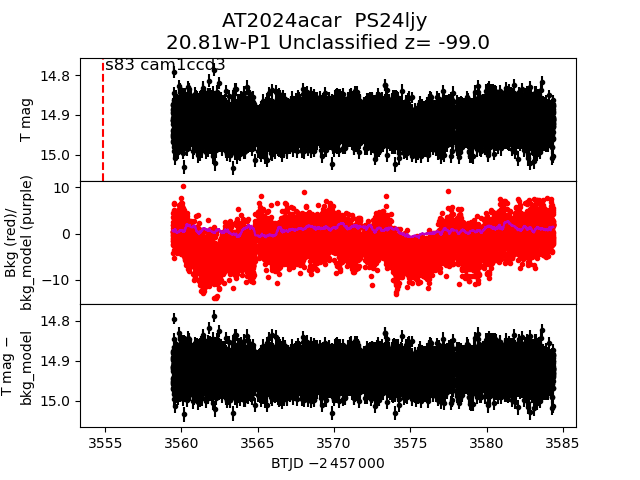 AT2024acar  PS24ljy
20.81w-P1 Unclassified z= -99.0
s83 cam1ccd3
14.8
14.9
15.0
T mag
10
0
−10
Bkg (red)/
bkg_model (purple)
14.8
14.9
15.0
T mag −
bkg_model
3555 3560 3565 3570 3575 3580 3585
BTJD −2 457 000